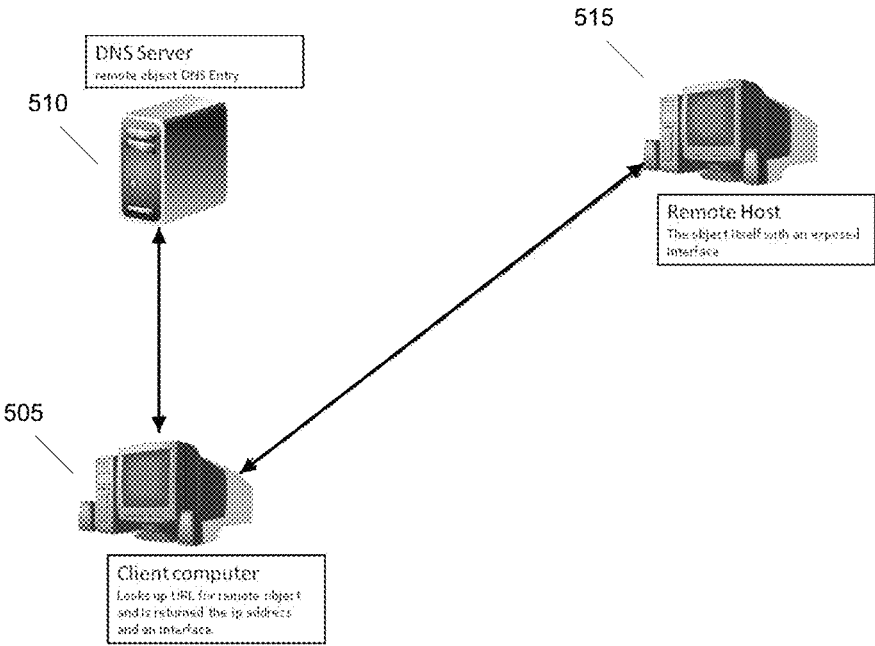 515
DNS Server
remote object DNS Entry
510
Remote Host
The object itself with an exposed
interface
505
Client computer
Looks up URL for remote object
and is returned the ip address
and an interface.